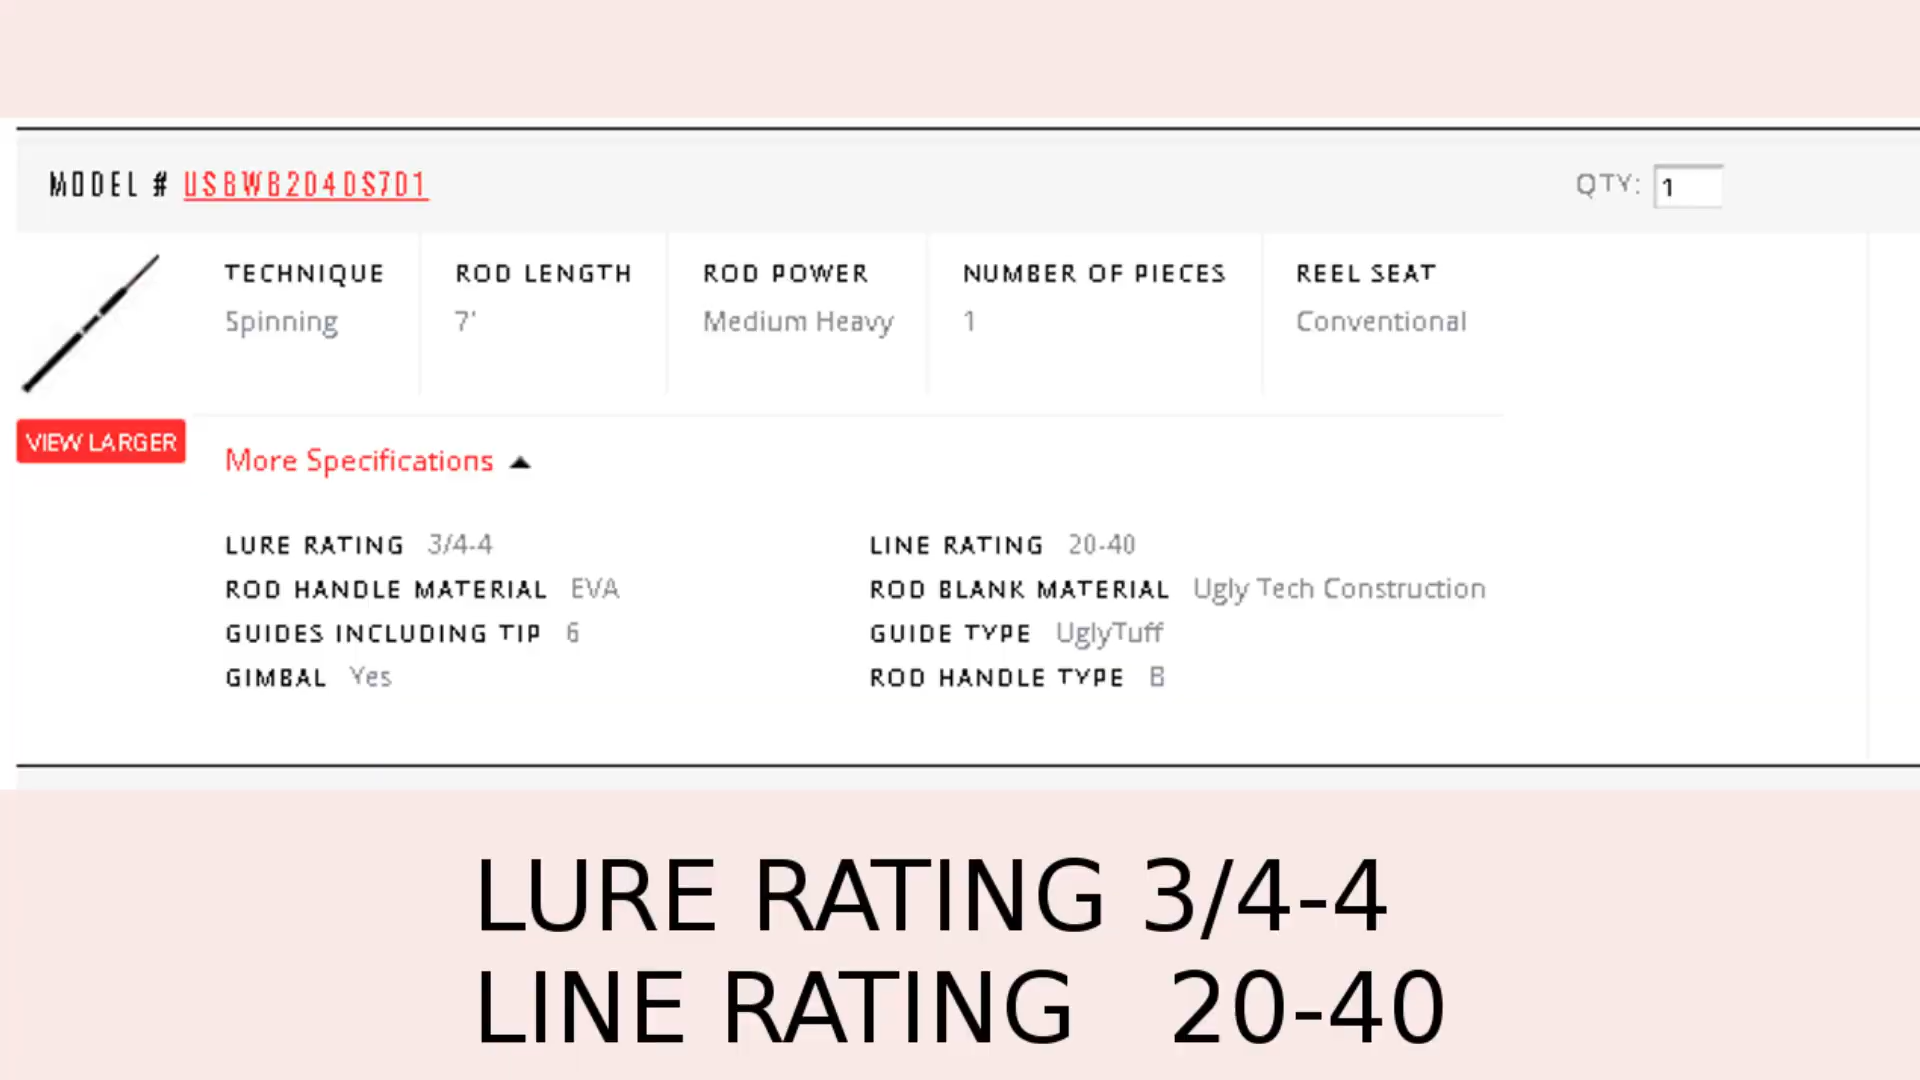 MODEL # USBWB2040S701
QTY: 1
TECHNIQUE ROD LENGTH ROD POWER NUMBER OF PIECES REEL SEAT
Spinning 7' Medium Heavy 1 Conventional
VIEW LARGER
More Specifications ▲
LURE RATING 3/4-4 LINE RATING 20-40
ROD HANDLE MATERIAL EVA ROD BLANK MATERIAL Ugly Tech Construction
GUIDES INCLUDING TIP 6 GUIDE TYPE UglyTuff
GIMBAL Yes ROD HANDLE TYPE B
LURE RATING 3/4-4
LINE RATING 20-40